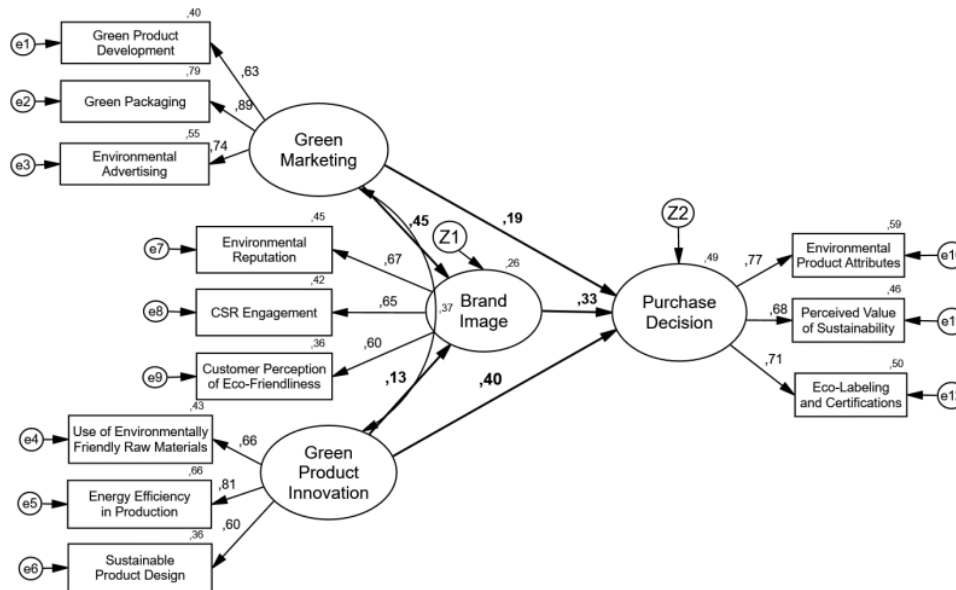 ,40
e1
Green Product
Development
,63
,79
e2
Green Packaging
,89
,55
e3
Environmental
Advertising
,74
Green
Marketing
,19
,45
Z1
Z2
,45
e7
Environmental
Reputation
,67
,26
,42
e8
CSR Engagement
,65
Brand
Image
,37
,33
,36
e9
Customer Perception
of Eco-Friendliness
,60
,13
,40
,49
Purchase
Decision
,59
,77
Environmental
Product Attributes
,46
,68
Perceived Value
of Sustainability
,50
,71
Eco-Labeling
and Certifications
,43
e4
Use of Environmentally
Friendly Raw Materials
,66
,66
e5
Energy Efficiency
in Production
,81
,36
e6
Sustainable
Product Design
,60
Green
Product
Innovation